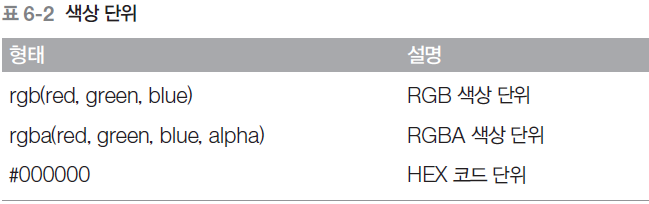 표 6-2 색상 단위
형태 설명
rgb(red, green, blue) RGB 색상 단위
rgba(red, green, blue, alpha) RGBA 색상 단위
#000000 HEX 코드 단위